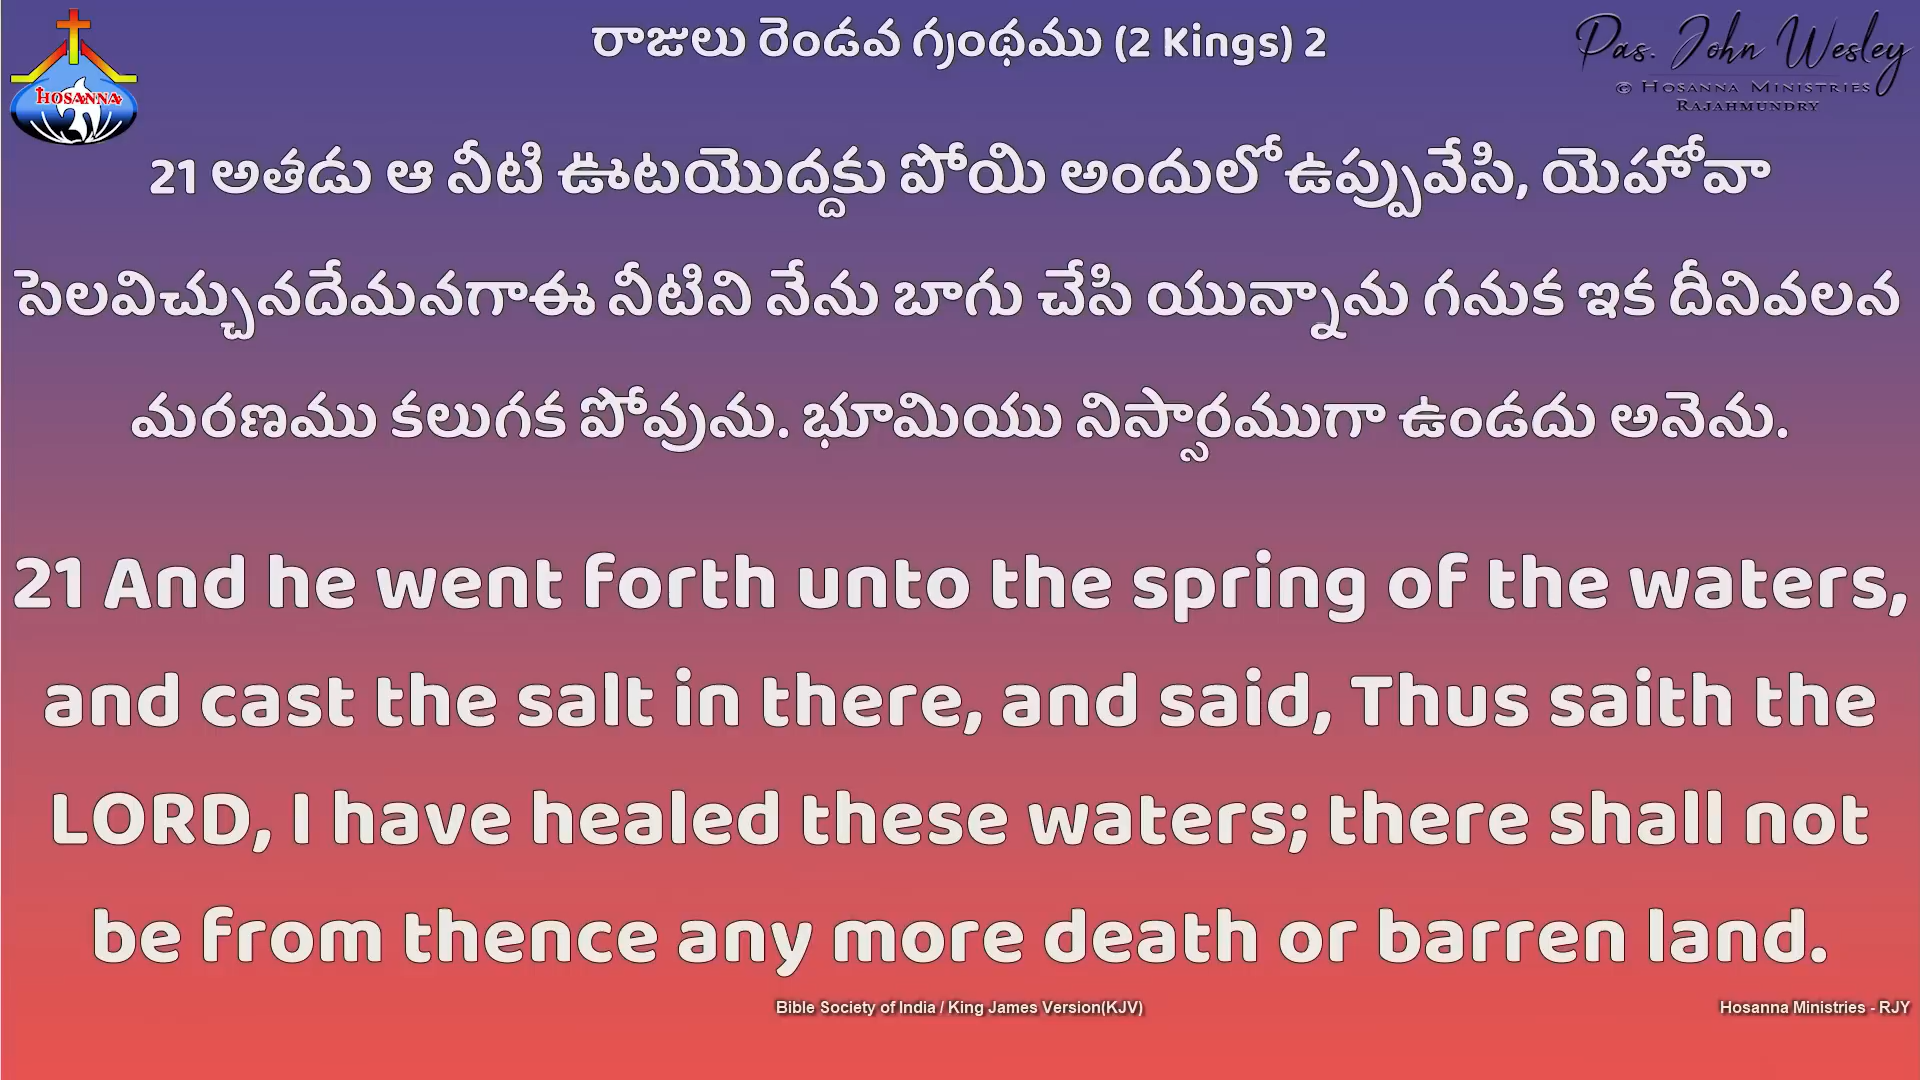 HOSANNA
రాజులు రెండవ గ్రంథము (2 Kings) 2
Pas. John Wesley
© HOSANNA MINISTRIES
RAJAHMUNDRY
21 అతడు ఆ నీటి ఊటయొద్దకు పోయి అందులో ఉప్పువేసి, యెహోవా
సెలవిచ్చునదేమనగాఈ నీటిని నేను బాగు చేసి యున్నాను గనుక ఇక దీనివలన
మరణము కలుగక పోవును. భూమియు నిస్సారముగా ఉండదు అనెను.
21 And he went forth unto the spring of the waters,
and cast the salt in there, and said, Thus saith the
LORD, I have healed these waters; there shall not
be from thence any more death or barren land.
Bible Society of India / King James Version(KJV)
Hosanna Ministries - RJY